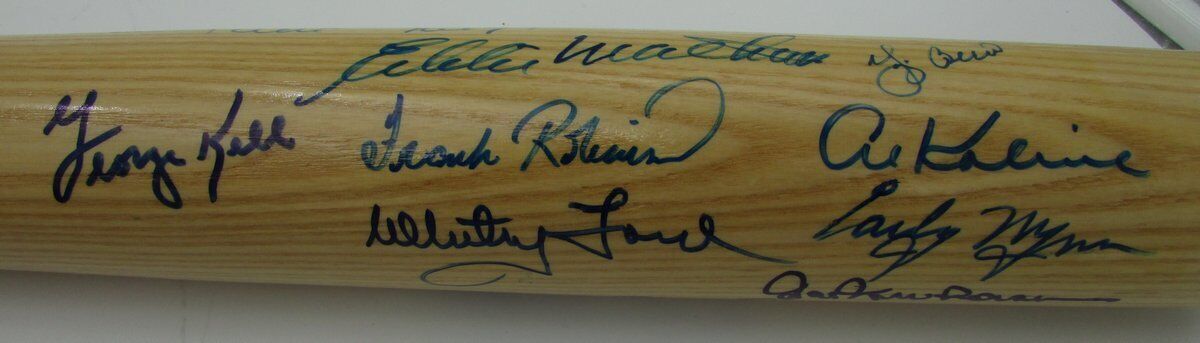 Eddie Mathews
Yogi Berra
George Kell
Frank Robinson
Al Kaline
Whitey Ford
Early Wynn